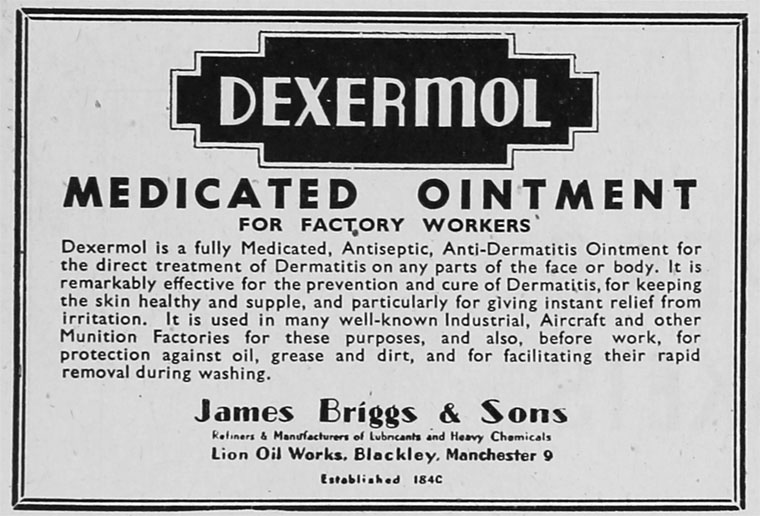 DEXERMOL
MEDICATED OINTMENT
FOR FACTORY WORKERS
Dexermol is a fully Medicated, Antiseptic, Anti-Dermatitis Ointment for
the direct treatment of Dermatitis on any parts of the face or body. It is
remarkably effective for the prevention and cure of Dermatitis, for keeping
the skin healthy and supple, and particularly for giving instant relief from
irritation. It is used in many well-known Industrial, Aircraft and other
Munition Factories for these purposes, and also, before work, for
protection against oil, grease and dirt, and for facilitating their rapid
removal during washing.
James Briggs & Sons
Refiners & Manufacturers of Lubricants and Heavy Chemicals
Lion Oil Works, Blackley, Manchester 9
Established 1840